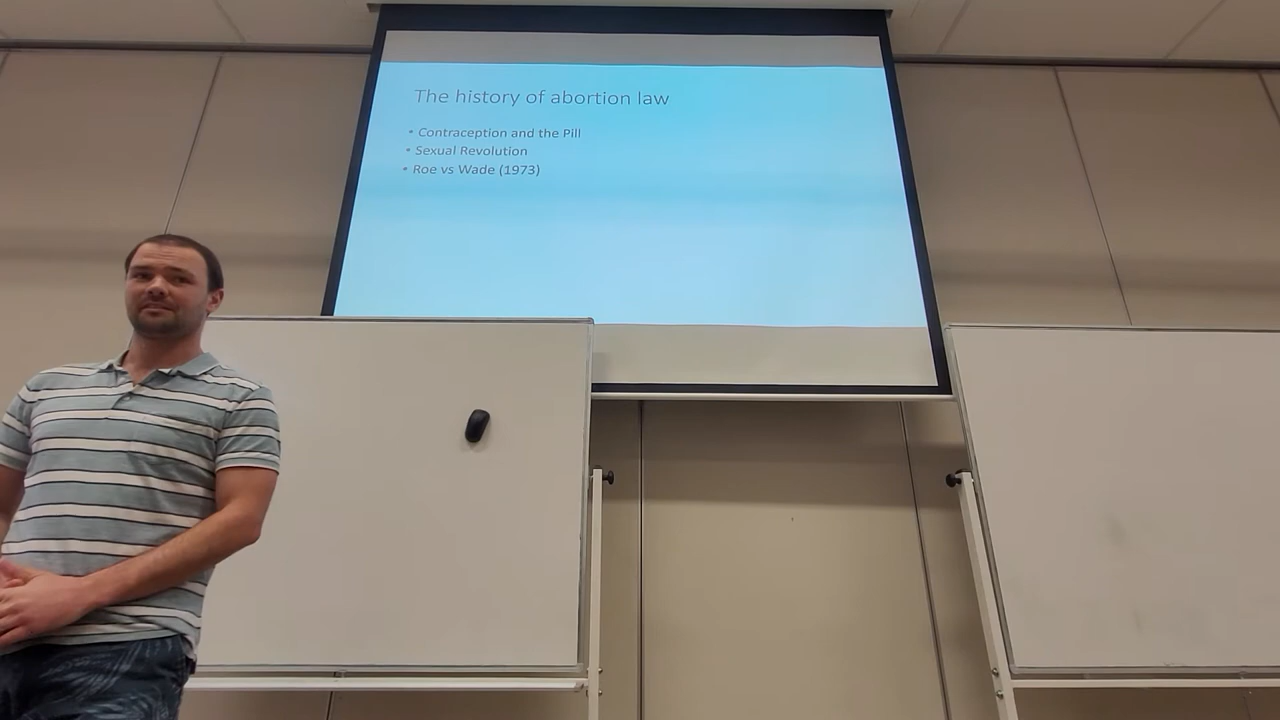 The history of abortion law
• Contraception and the Pill
• Sexual Revolution
• Roe vs Wade (1973)